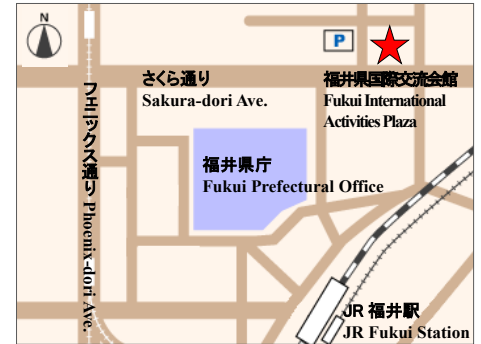 N
P
さくら通り
Sakura-dori Ave.
福井県国際交流会館
Fukui International
Activities Plaza
フェニックス通り Phoenix-dori Ave.
福井県庁
Fukui Prefectural Office
JR 福井駅
JR Fukui Station